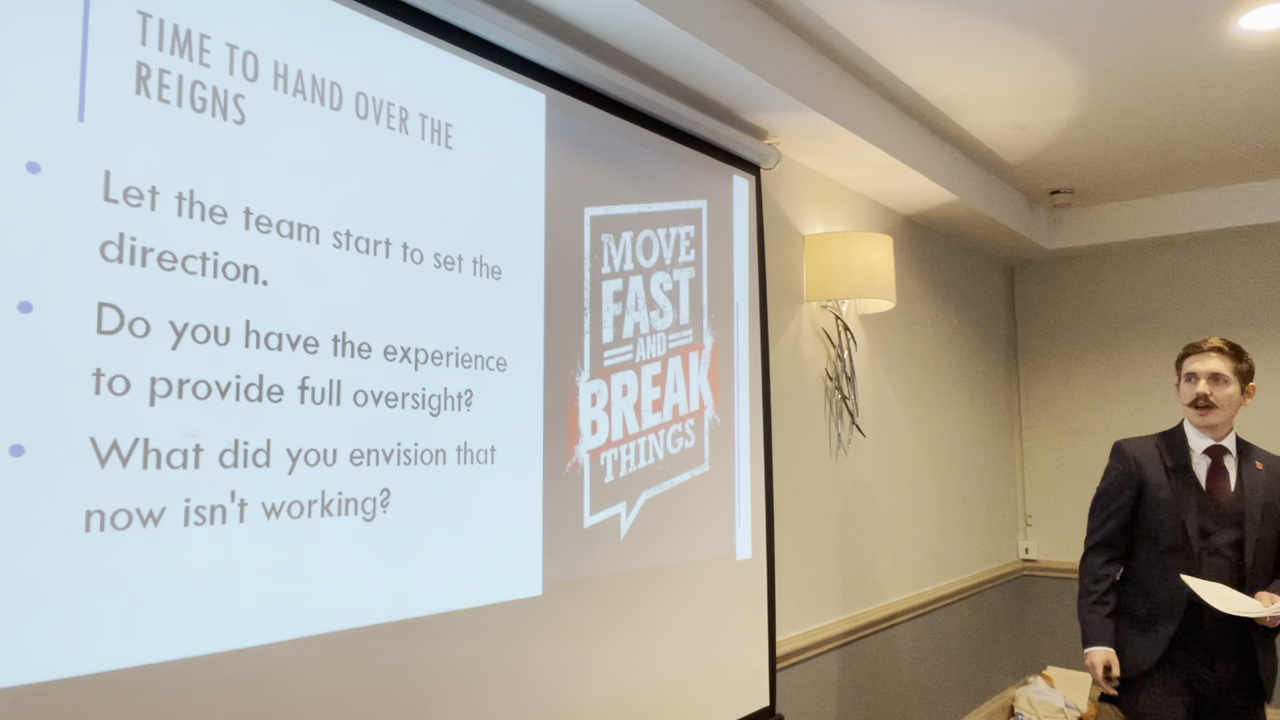 TIME TO HAND OVER THE
REIGNS
Let the team start to set the
direction.
Do you have the experience
to provide full oversight?
What did you envision that
now isn't working?
MOVE
FAST
AND
BREAK
THINGS